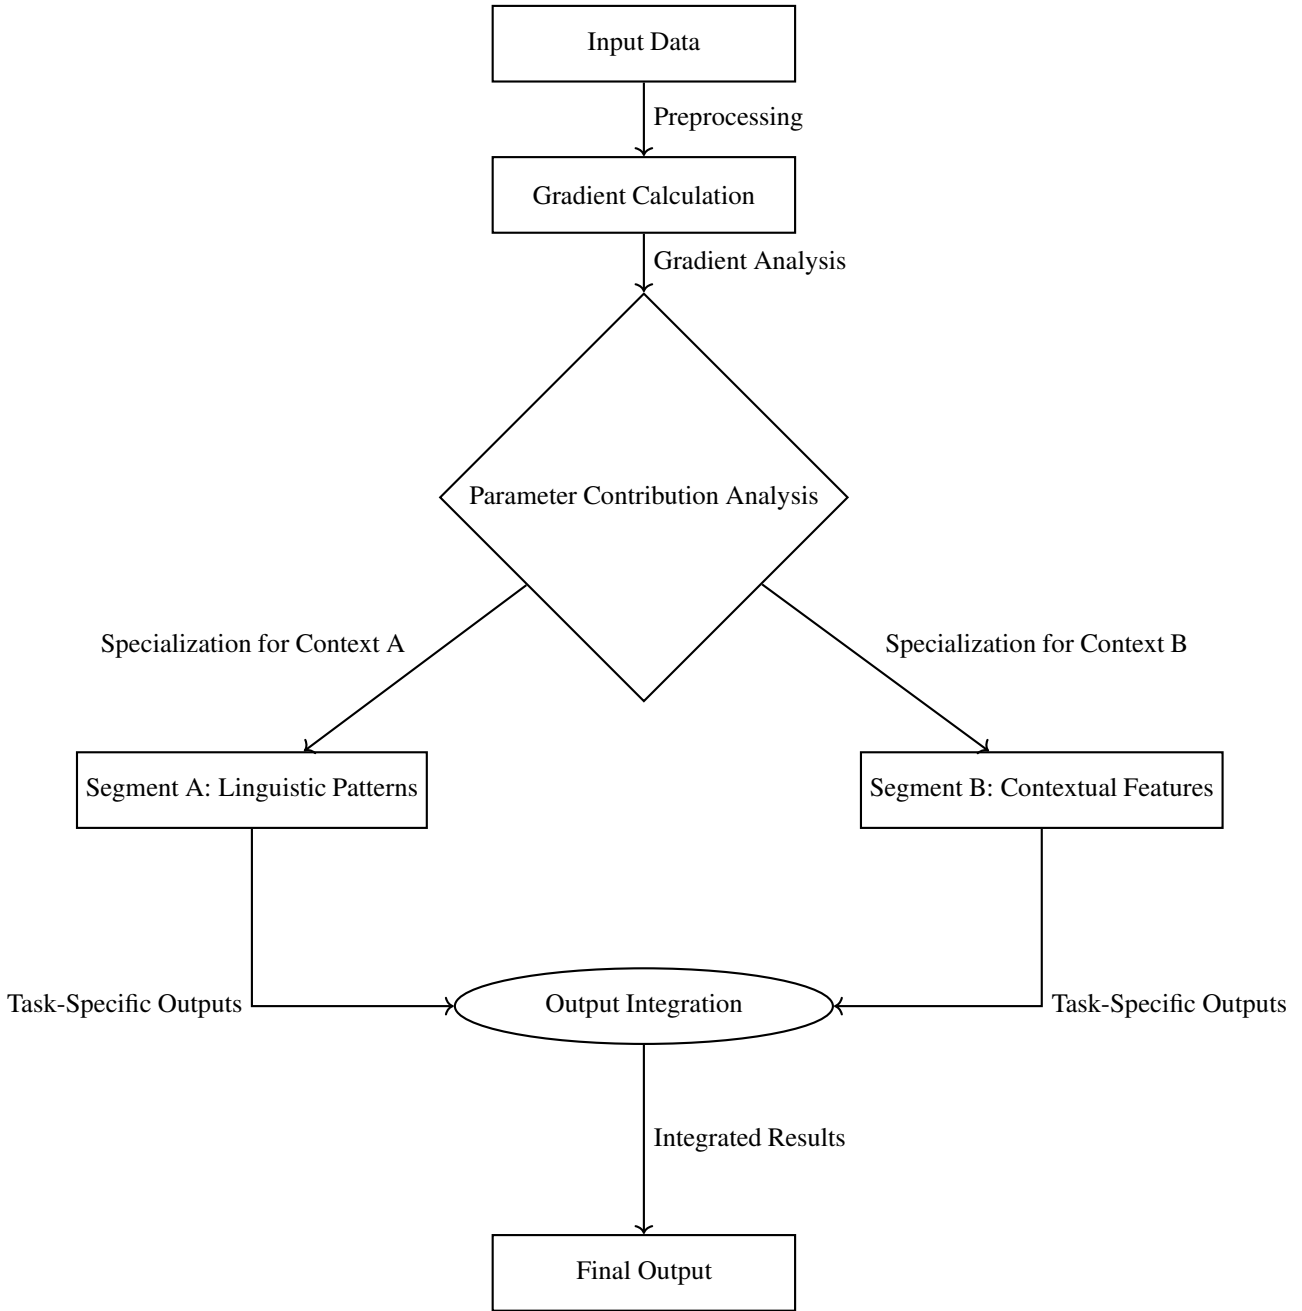 Input Data
Preprocessing
Gradient Calculation
Gradient Analysis
Parameter Contribution Analysis
Specialization for Context A
Specialization for Context B
Segment A: Linguistic Patterns
Segment B: Contextual Features
Task-Specific Outputs
Output Integration
Task-Specific Outputs
Integrated Results
Final Output